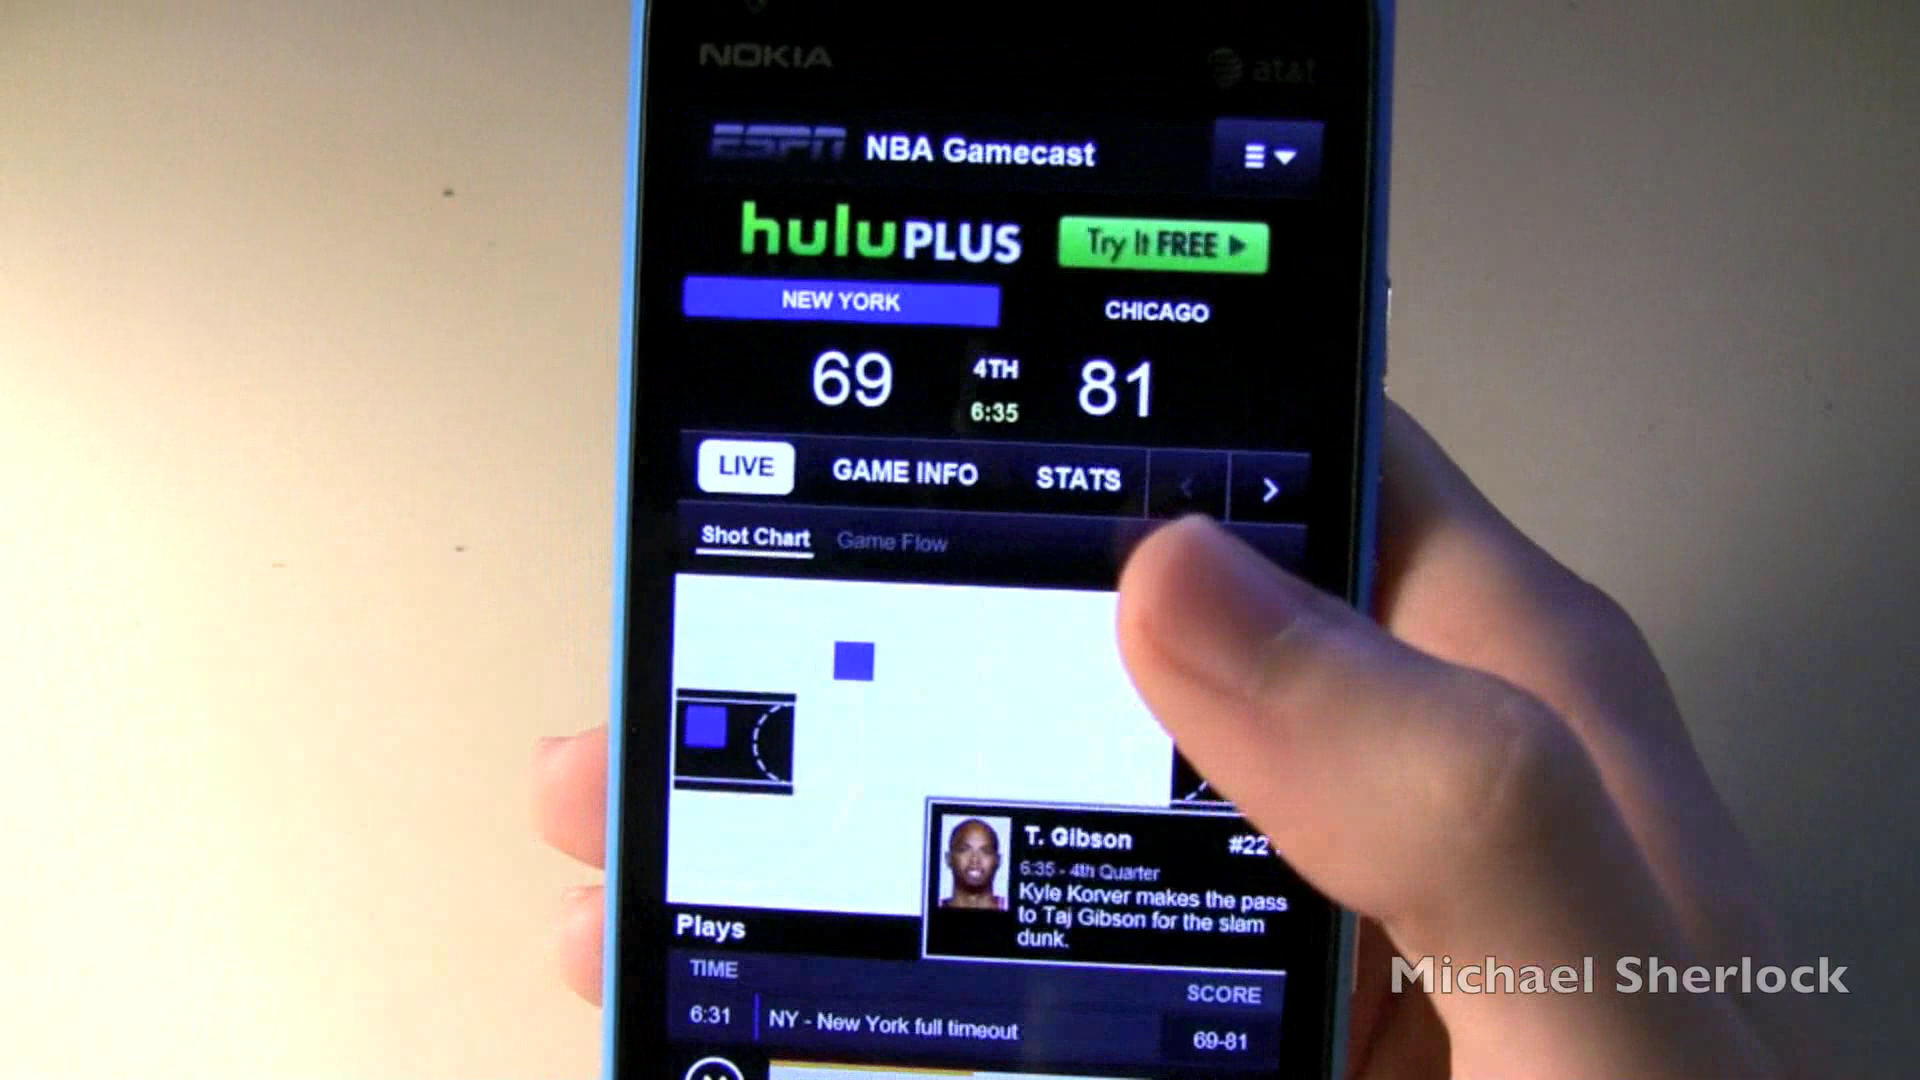 NOKIA
at&t
ESPN NBA Gamecast
hulu PLUS Try It FREE
NEW YORK
CHICAGO
69 4TH 81
6:35
LIVE GAME INFO STATS
Shot Chart Game Flow
T. Gibson #22
6:35 - 4th Quarter
Kyle Korver makes the pass
to Taj Gibson for the slam
dunk.
Plays
TIME SCORE
6:31 NY - New York full timeout 69-81
Michael Sherlock